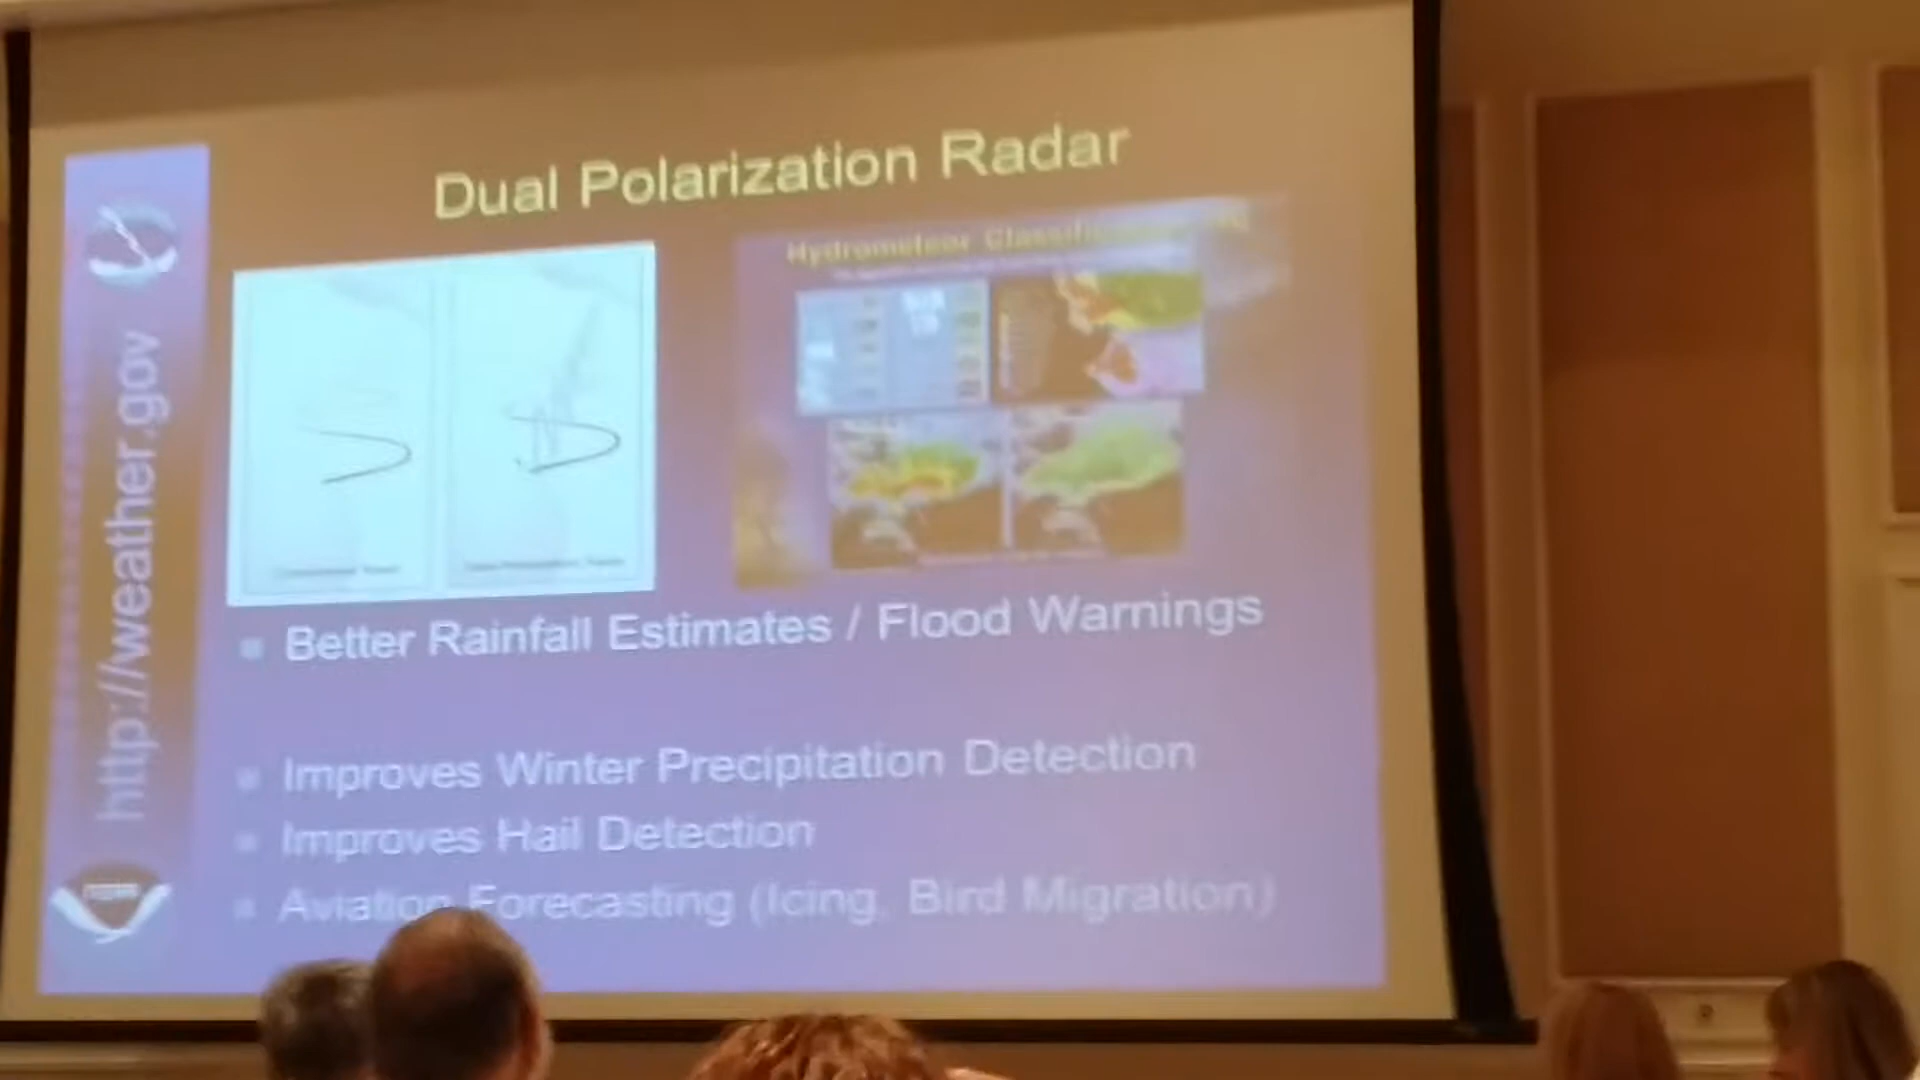 Dual Polarization Radar
http://weather.gov
Hydrometeor
Better Rainfall Estimates / Flood Warnings
Improves Winter Precipitation Detection
Improves Hail Detection
Aviation Forecasting (Icing, Bird Migration)